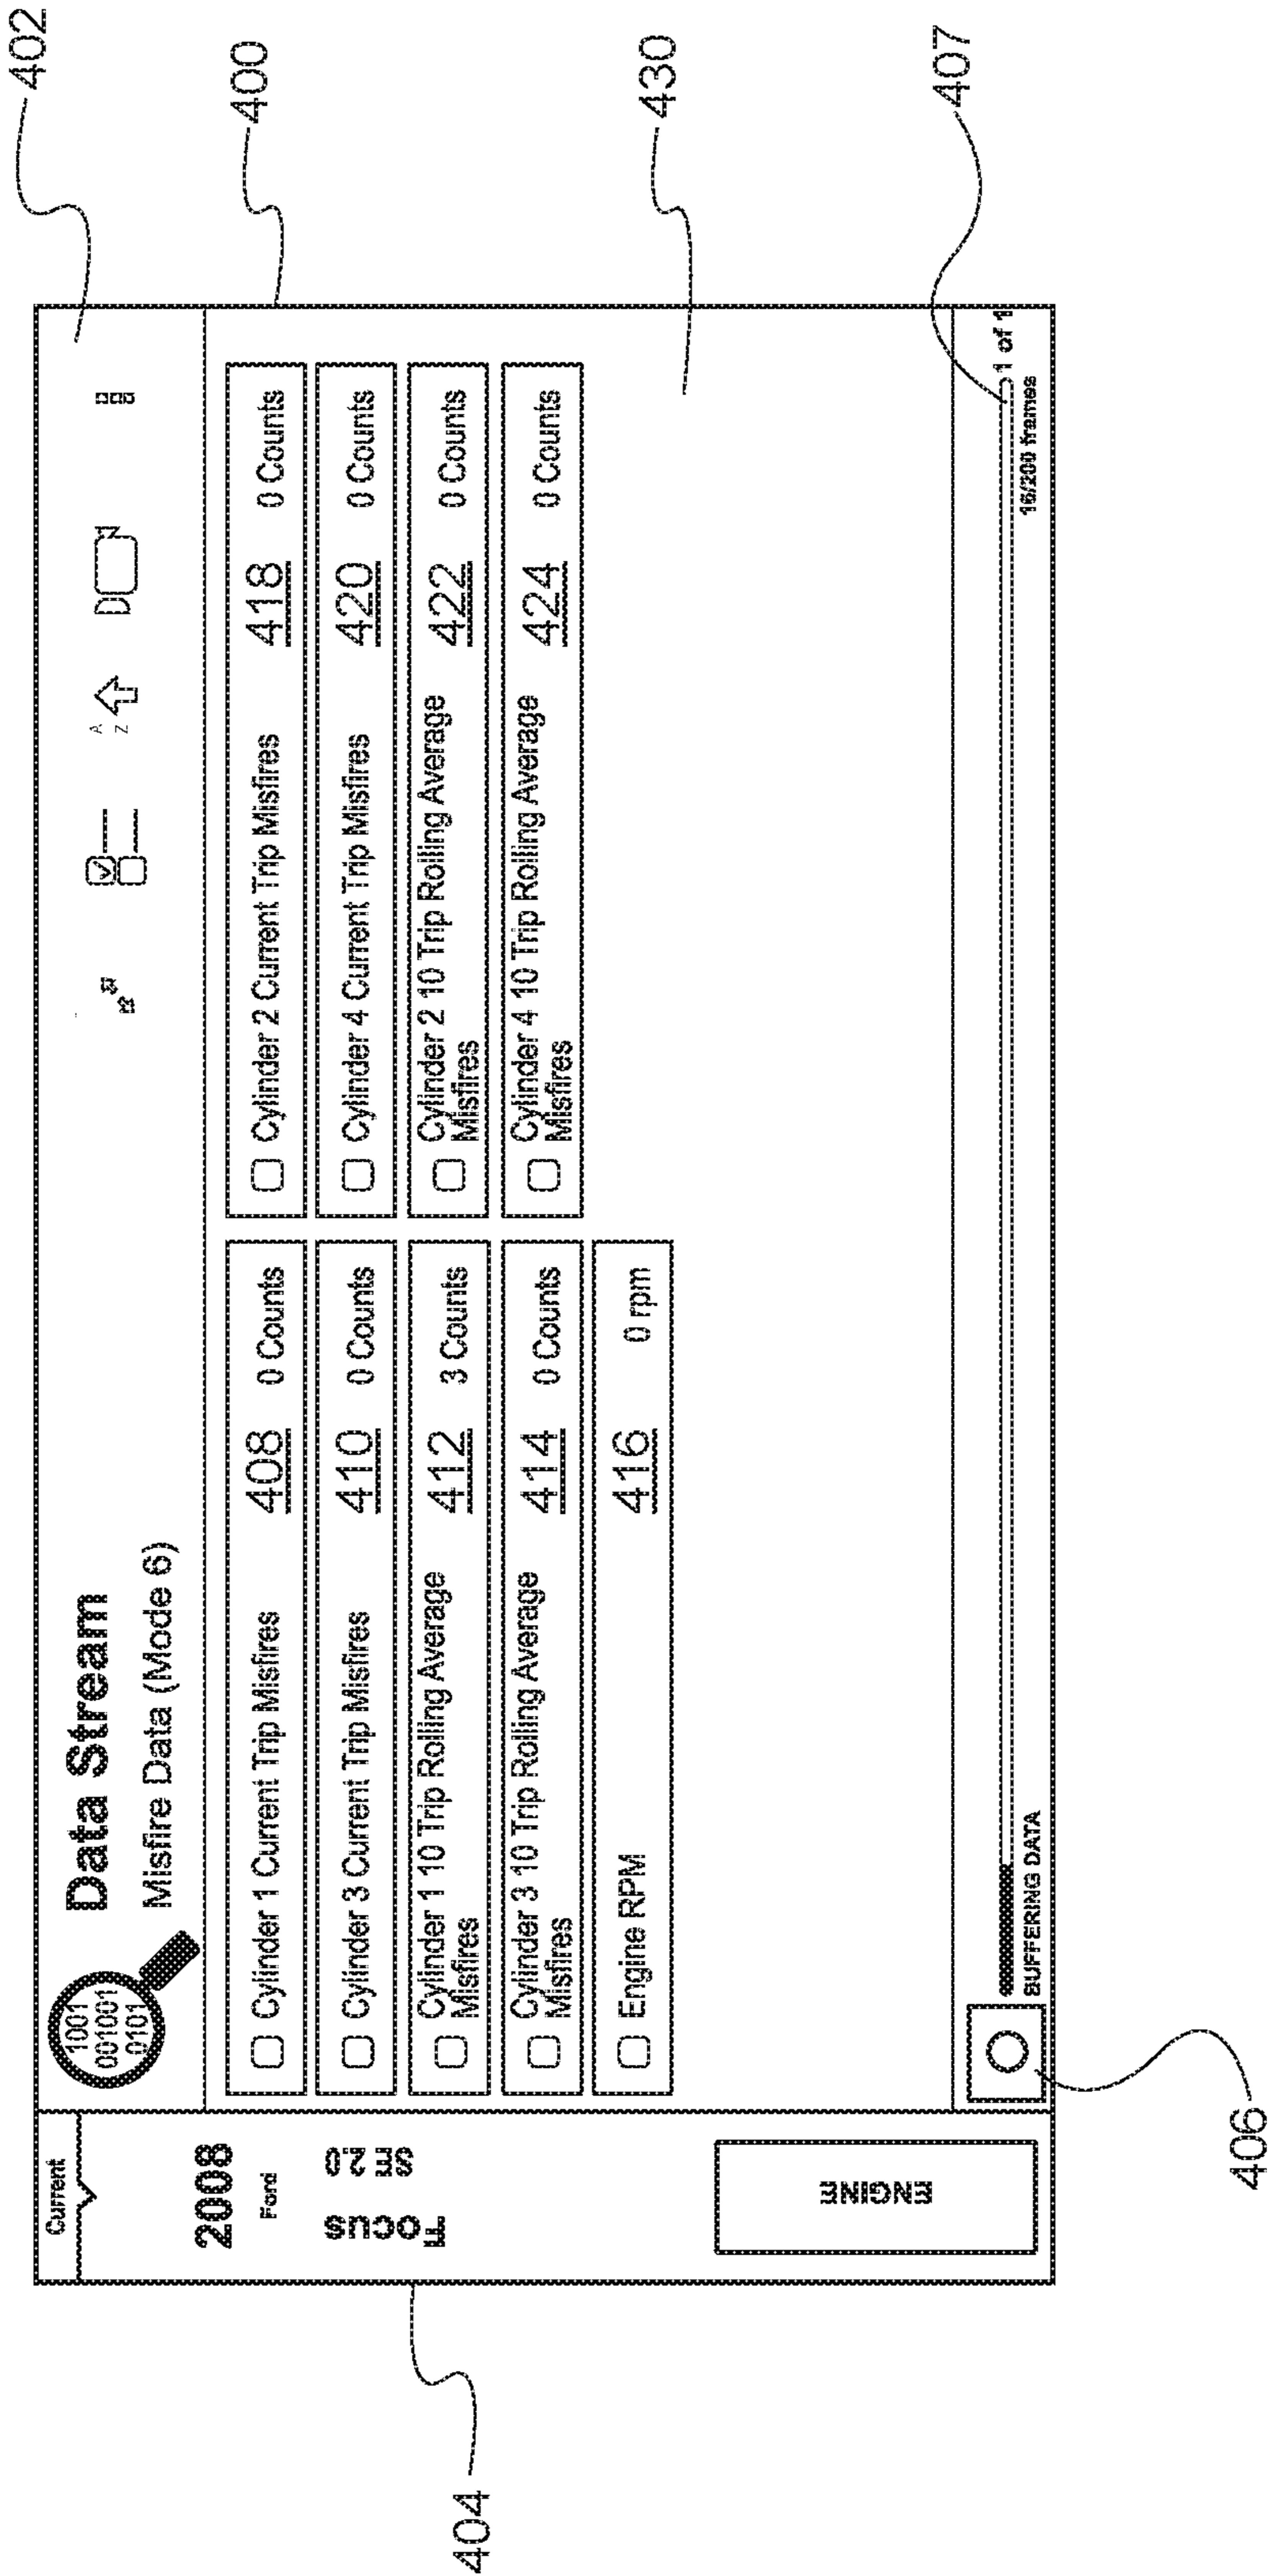 402
400
430
407
404
406
Current
2008
Ford
Focus
SE 2.0
ENGINE
1001
001001
0101
Data Stream
Misfire Data (Mode 6)
A
Z
Cylinder 1 Current Trip Misfires 408 0 Counts
Cylinder 2 Current Trip Misfires 418 0 Counts
Cylinder 3 Current Trip Misfires 410 0 Counts
Cylinder 4 Current Trip Misfires 420 0 Counts
Cylinder 1 10 Trip Rolling Average
Misfires 412 3 Counts
Cylinder 2 10 Trip Rolling Average
Misfires 422 0 Counts
Cylinder 3 10 Trip Rolling Average
Misfires 414 0 Counts
Cylinder 4 10 Trip Rolling Average
Misfires 424 0 Counts
Engine RPM 416 0 rpm
1 of 1
BUFFERING DATA
16/200 frames